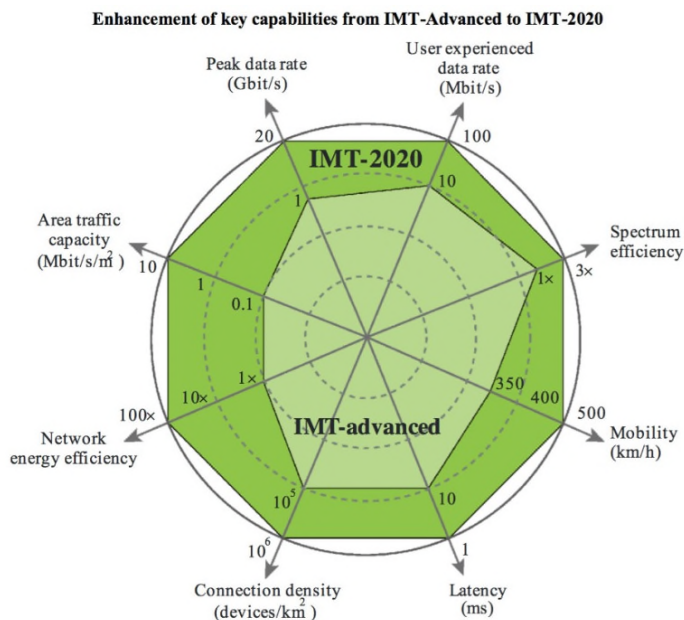 Enhancement of key capabilities from IMT-Advanced to IMT-2020
Peak data rate
(Gbit/s)
User experienced
data rate
(Mbit/s)
20
100
IMT-2020
1
10
Area traffic
capacity
(Mbit/s/m²)
Spectrum
efficiency
10
1
0.1
1×
3×
1×
10×
100×
350
400
500
Network
energy efficiency
Mobility
(km/h)
IMT-advanced
10⁵
10
10⁶
1
Connection density
(devices/km²)
Latency
(ms)